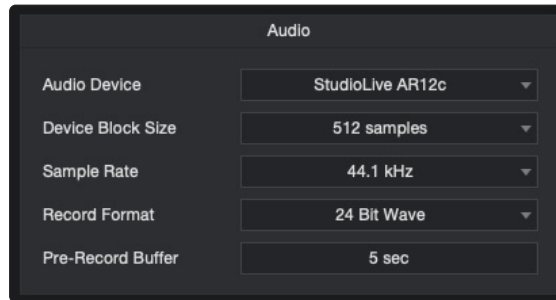 Audio
Audio Device StudioLive AR12c
Device Block Size 512 samples
Sample Rate 44.1 kHz
Record Format 24 Bit Wave
Pre-Record Buffer 5 sec